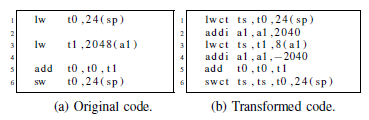 1 lw t0,24(sp)
2
3 lw t1,2048(a1)
4
5 add t0,t0,t1
6 sw t0,24(sp)
(a) Original code.
1 lwct ts,t0,24(sp)
2 addi a1,a1,2040
3 lwct ts,t1,8(a1)
4 addi a1,a1,−2040
5 add t0,t0,t1
6 swct ts,ts,t0,24(sp)
(b) Transformed code.